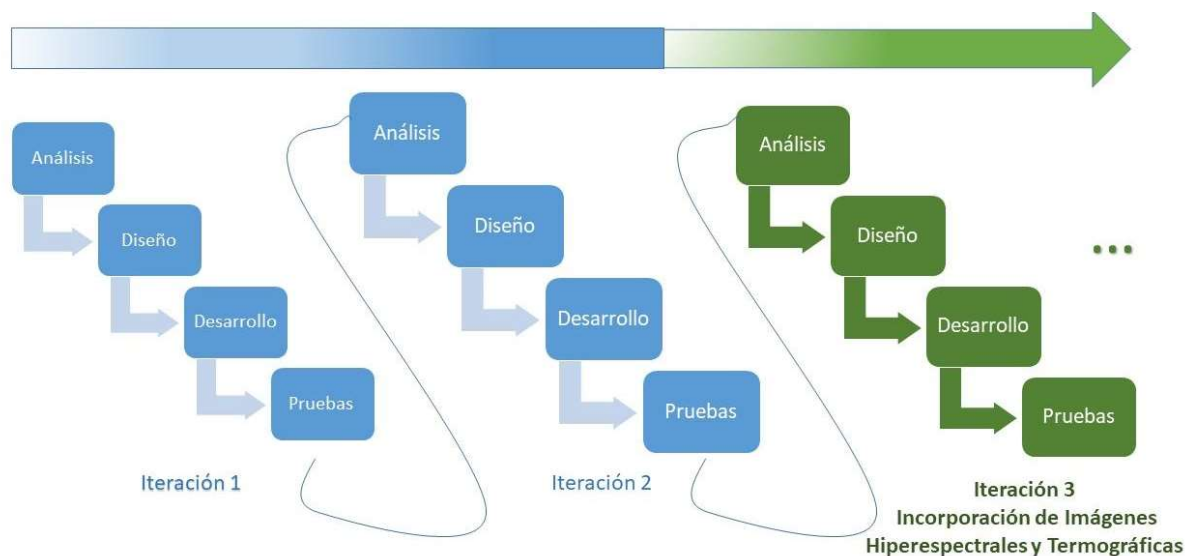 Análisis
Diseño
Desarrollo
Pruebas
Iteración 1
Análisis
Diseño
Desarrollo
Pruebas
Iteración 2
Análisis
Diseño
Desarrollo
Pruebas
...
Iteración 3
Incorporación de Imágenes
Hiperespectrales y Termográficas